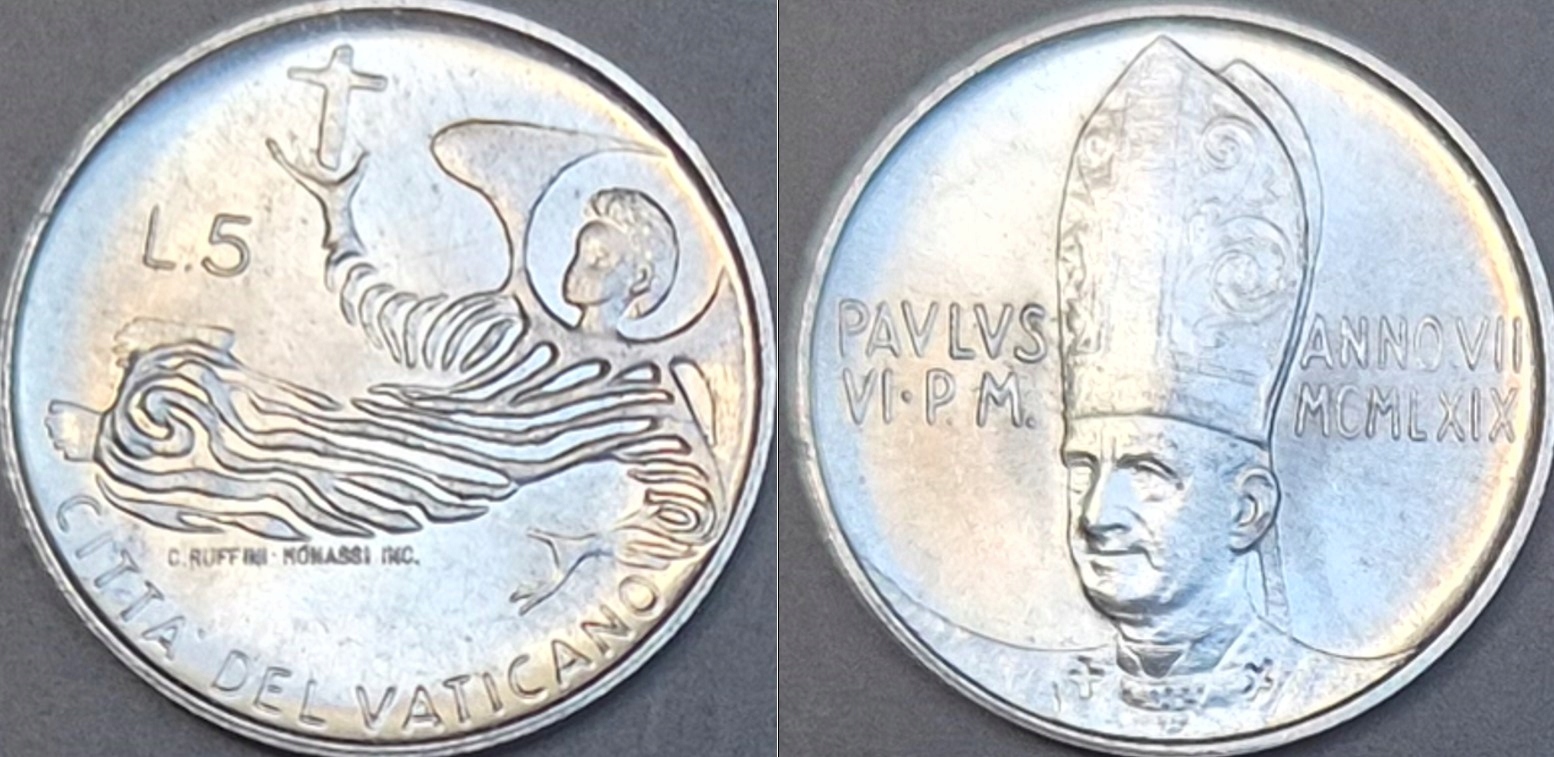 L.5
C. RUFFINI · MONASSI INC.
CITTA' DEL VATICANO
PAVLVS
VI·P.M.
ANNO VII
MCMLXIX